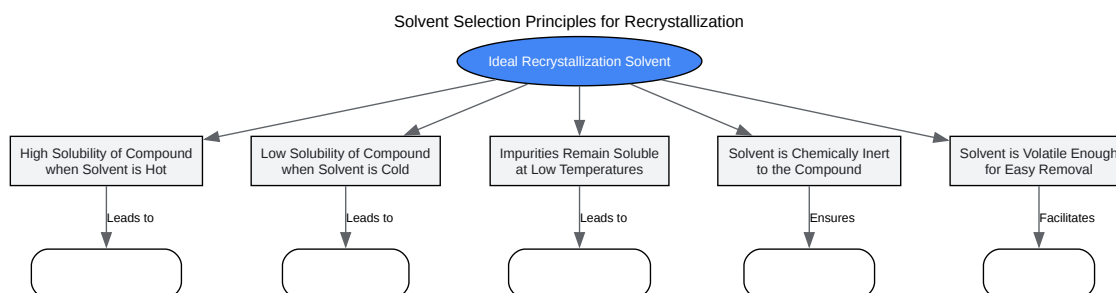 Solvent Selection Principles for Recrystallization
Ideal Recrystallization Solvent
High Solubility of Compound
when Solvent is Hot
Low Solubility of Compound
when Solvent is Cold
Impurities Remain Soluble
at Low Temperatures
Solvent is Chemically Inert
to the Compound
Solvent is Volatile Enough
for Easy Removal
Leads to
Leads to
Leads to
Ensures
Facilitates